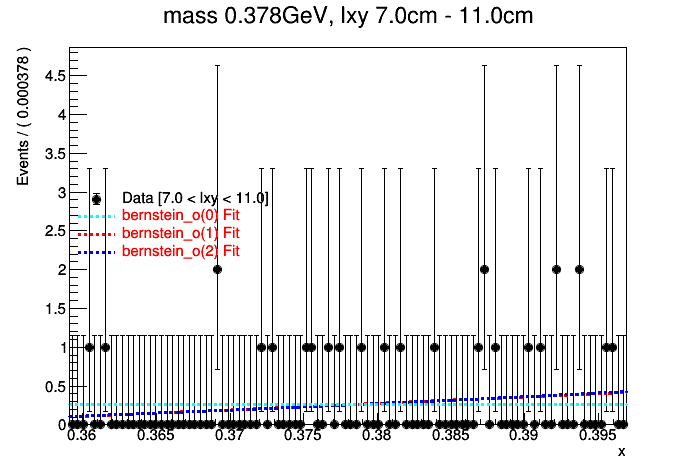 mass 0.378GeV, lxy 7.0cm - 11.0cm
Events / ( 0.000378 )
4.5
4
3.5
3
2.5
2
1.5
1
0.5
0
Data [7.0 < lxy < 11.0]
bernstein_o(0) Fit
bernstein_o(1) Fit
bernstein_o(2) Fit
0.36 0.365 0.37 0.375 0.38 0.385 0.39 0.395
x